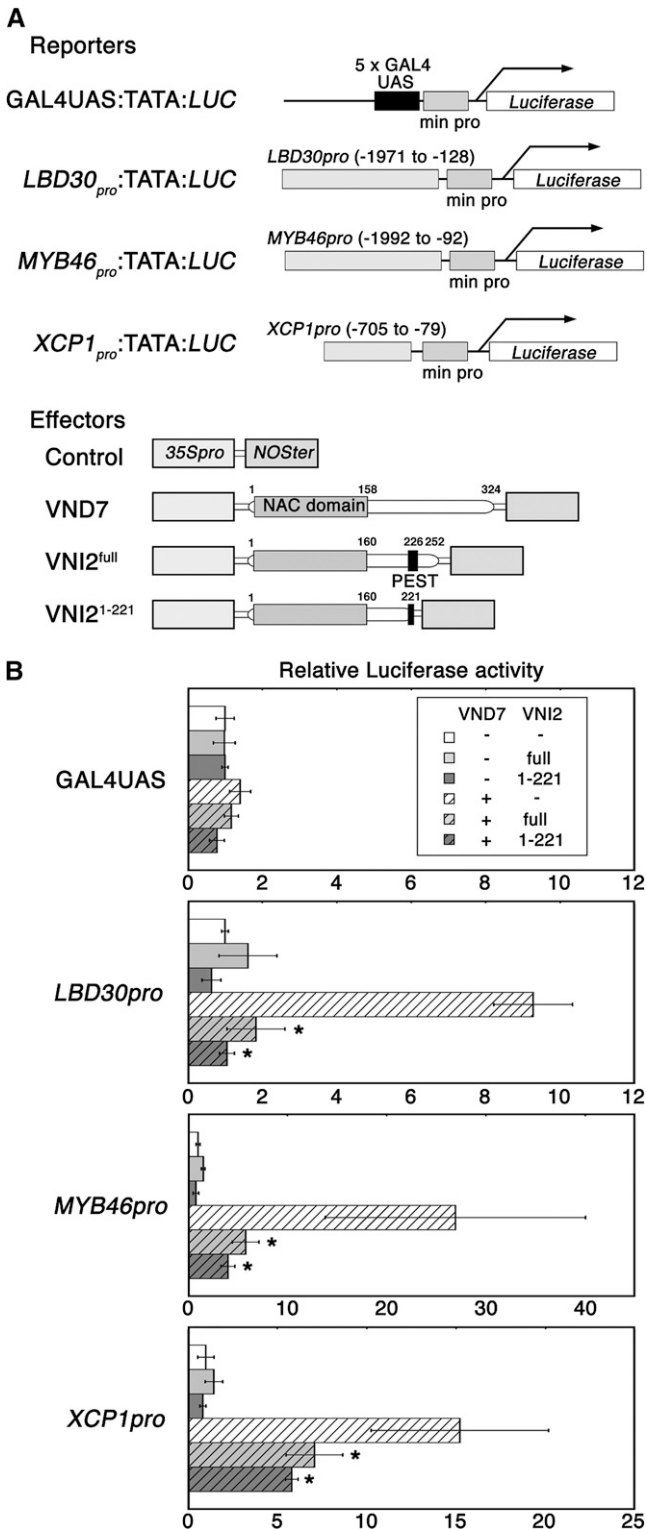 A
Reporters
5 x GAL4
UAS
GAL4UAS:TATA:LUC
Luciferase
min pro
LBD30pro (-1971 to -128)
LBD30pro:TATA:LUC
Luciferase
min pro
MYB46pro (-1992 to -92)
MYB46pro:TATA:LUC
Luciferase
min pro
XCP1pro (-705 to -79)
XCP1pro:TATA:LUC
Luciferase
min pro
Effectors
Control 35Spro NOSter
1 158 324
VND7 NAC domain
1 160 226 252
VNI2full
PEST
1 160 221
VNI21-221
B
Relative Luciferase activity
VND7 VNI2
- -
- full
- 1-221
+ -
+ full
+ 1-221
GAL4UAS
0 2 4 6 8 10 12
LBD30pro
*
*
0 2 4 6 8 10 12
MYB46pro
*
*
0 10 20 30 40
XCP1pro
*
*
0 5 10 15 20 25